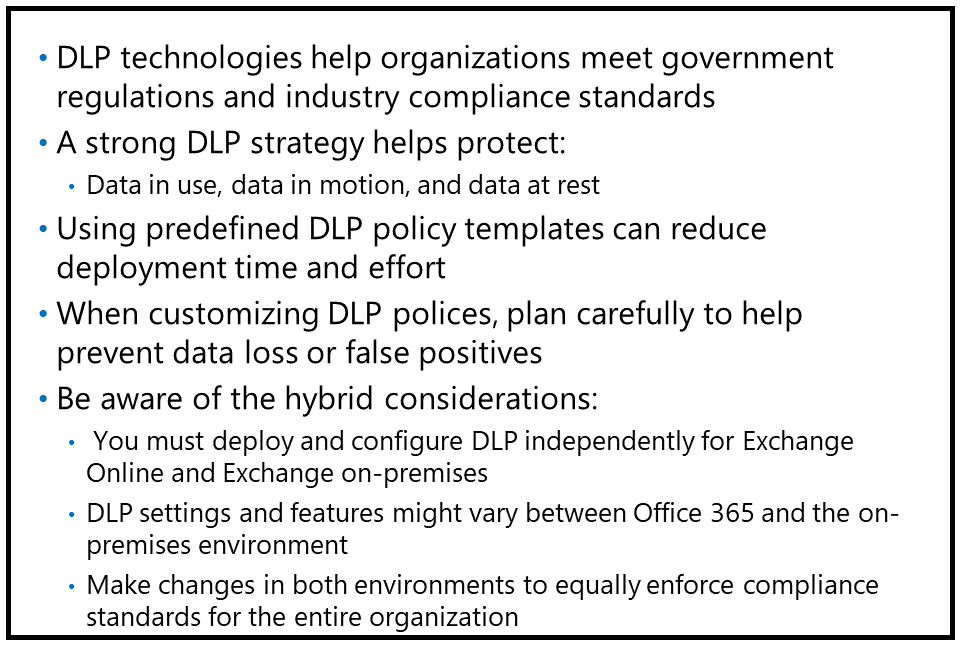 • DLP technologies help organizations meet government
regulations and industry compliance standards
• A strong DLP strategy helps protect:
• Data in use, data in motion, and data at rest
• Using predefined DLP policy templates can reduce
deployment time and effort
• When customizing DLP polices, plan carefully to help
prevent data loss or false positives
• Be aware of the hybrid considerations:
• You must deploy and configure DLP independently for Exchange
Online and Exchange on-premises
• DLP settings and features might vary between Office 365 and the on-
premises environment
• Make changes in both environments to equally enforce compliance
standards for the entire organization